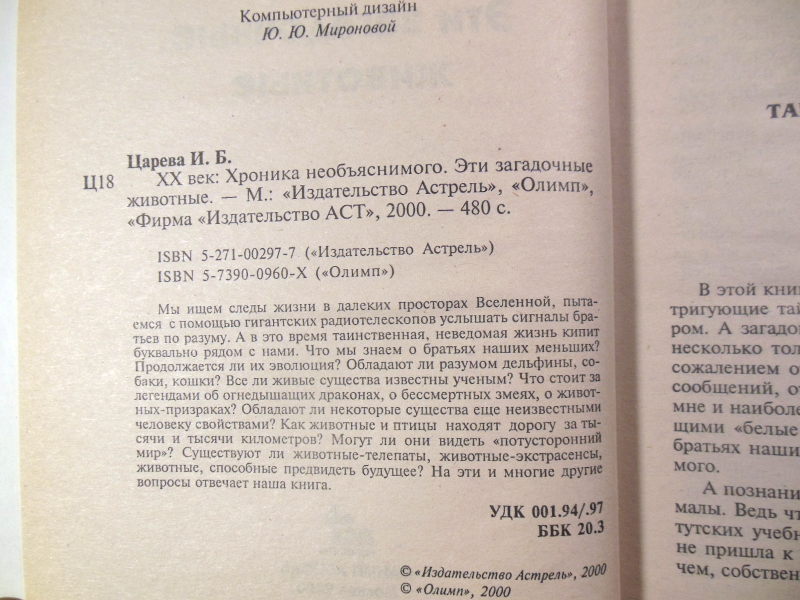 Компьютерный дизайн
Ю. Ю. Мироновой
Царева И. Б.
Ц18
XX век: Хроника необъяснимого. Эти загадочные
животные. — М.: «Издательство Астрель», «Олимп»,
«Фирма «Издательство АСТ», 2000. — 480 с.
ISBN 5-271-00297-7 («Издательство Астрель»)
ISBN 5-7390-0960-X («Олимп»)
Мы ищем следы жизни в далеких просторах Вселенной, пыта-
емся с помощью гигантских радиотелескопов услышать сигналы бра-
тьев по разуму. А в это время таинственная, неведомая жизнь кипит
буквально рядом с нами. Что мы знаем о братьях наших меньших?
Продолжается ли их эволюция? Обладают ли разумом дельфины, со-
баки, кошки? Все ли живые существа известны ученым? Что стоит за
легендами об огнедышащих драконах, о бессмертных змеях, о живот-
ных-призраках? Обладают ли некоторые существа еще неизвестными
человеку свойствами? Как животные и птицы находят дорогу за ты-
сячи и тысячи километров? Могут ли они видеть «потусторонний
мир»? Существуют ли животные-телепаты, животные-экстрасенсы,
животные, способные предвидеть будущее? На эти и многие другие
вопросы отвечает наша книга.
УДК 001.94/.97
ББК 20.3
© «Издательство Астрель», 2000
© «Олимп», 2000
ТА
В этой кни
тригующие тай
ром. А загадо
несколько тол
сожалением о
сообщений, о
мне и наиболе
щими «белые
братьях наши
мого.
А познани
малы. Ведь чт
тутских учебн
не пришла к
чем, собствен